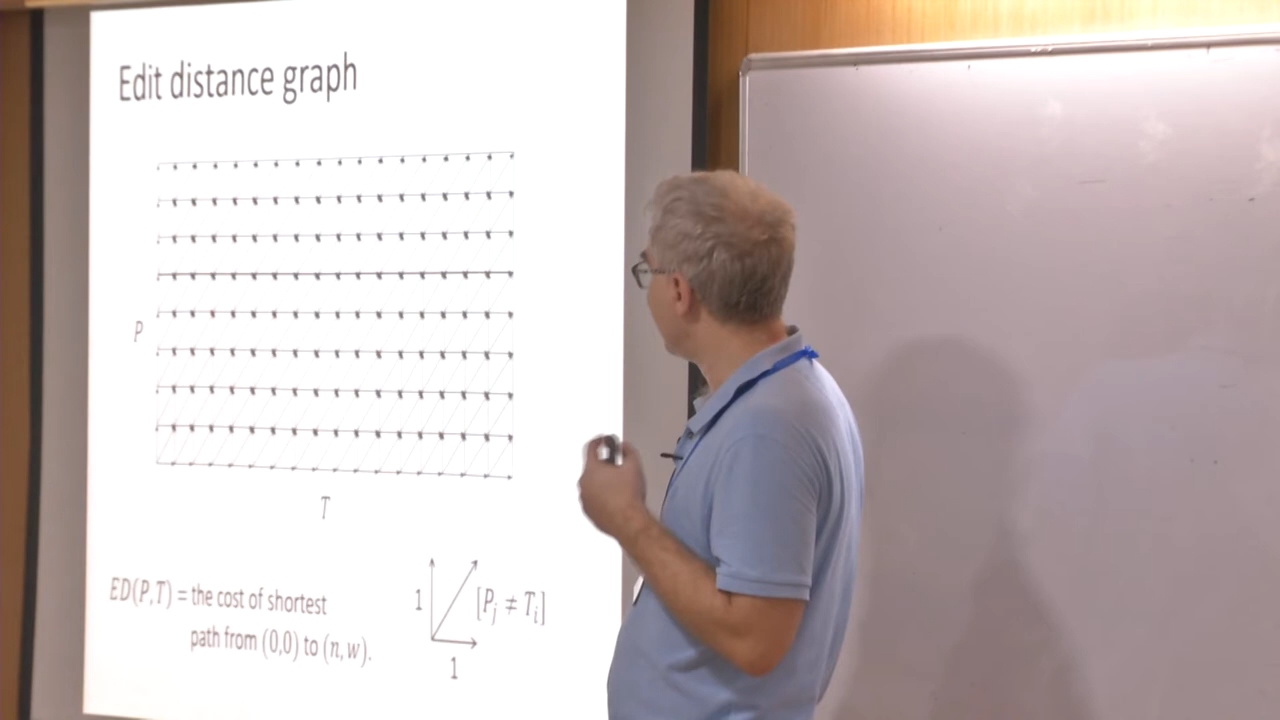 Edit distance graph
P
T
ED(P,T) = the cost of shortest
path from (0,0) to (n, w).
1
[P_j ≠ T_i]
1